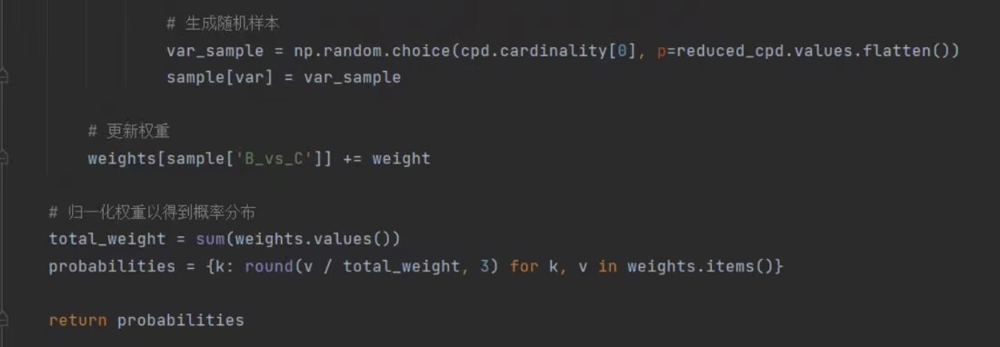 # 生成随机样本
var_sample = np.random.choice(cpd.cardinality[0], p=reduced_cpd.values.flatten())
sample[var] = var_sample
# 更新权重
weights[sample['B_vs_C']] += weight
# 归一化权重以得到概率分布
total_weight = sum(weights.values())
probabilities = {k: round(v / total_weight, 3) for k, v in weights.items()}
return probabilities